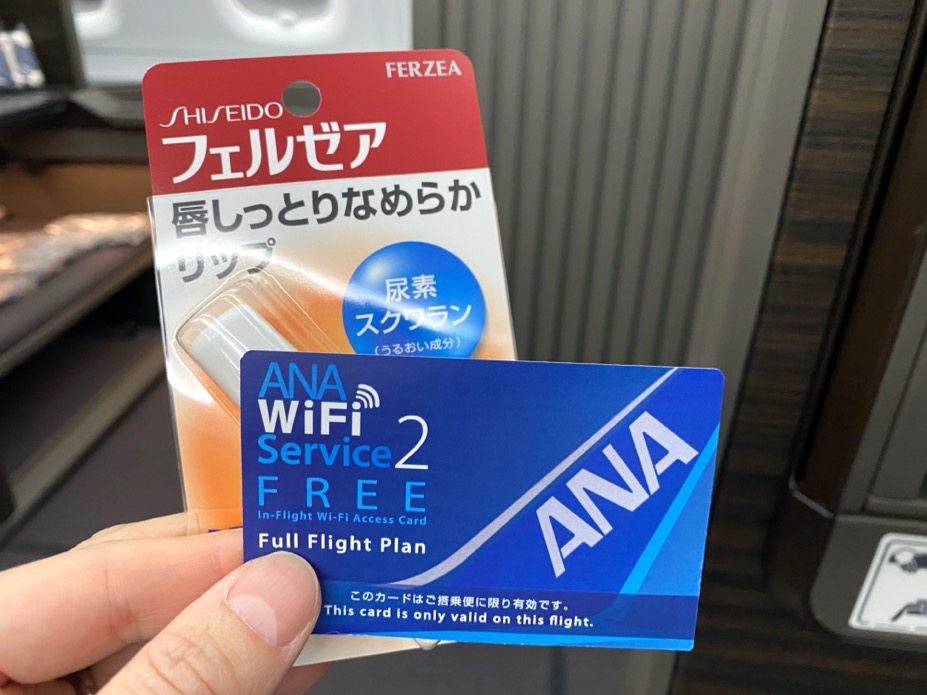 FERZEA
SHISEIDO
フェルゼア
唇しっとりなめらか
リップ
尿素
スクワラン
（うるおい成分）
ANA
WiFi
Service 2
FREE
In-Flight Wi-Fi Access Card
Full Flight Plan
ANA
このカードはご搭乗便に限り有効です。
This card is only valid on this flight.